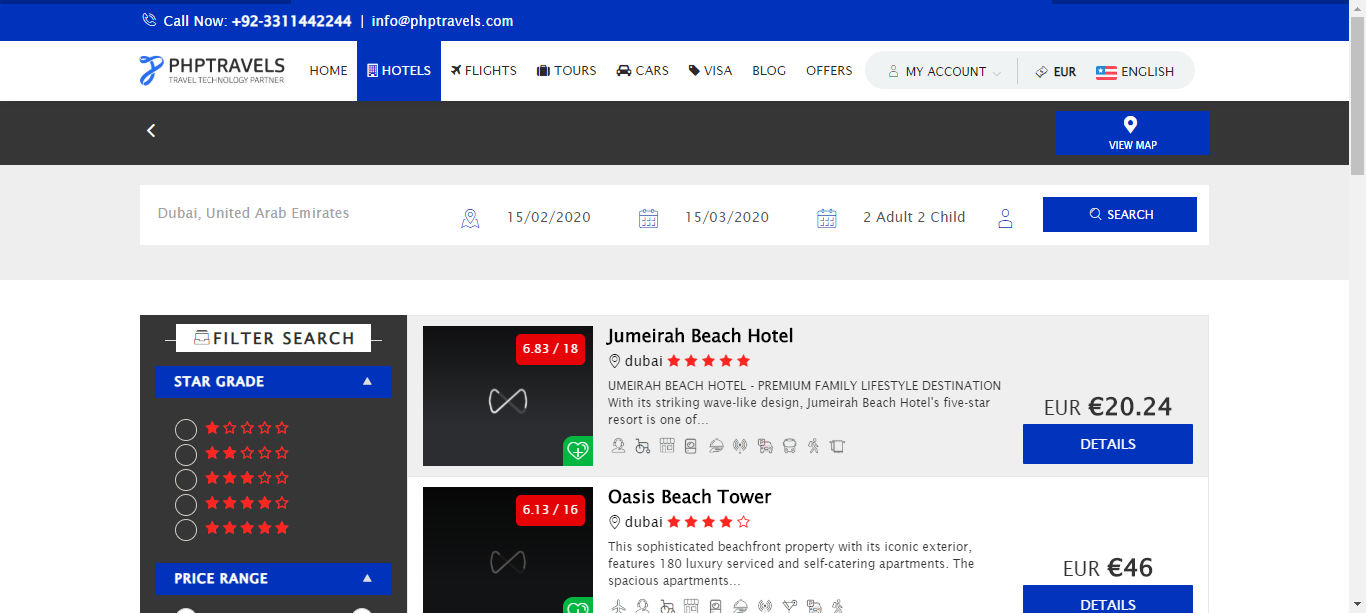 Call Now: +92-3311442244 | info@phptravels.com
PHPTRAVELS
TRAVEL TECHNOLOGY PARTNER
HOME
HOTELS
FLIGHTS
TOURS
CARS
VISA
BLOG
OFFERS
MY ACCOUNT
EUR
ENGLISH
VIEW MAP
Dubai, United Arab Emirates
15/02/2020
15/03/2020
2 Adult 2 Child
SEARCH
FILTER SEARCH
STAR GRADE
PRICE RANGE
6.83 / 18
Jumeirah Beach Hotel
dubai
UMEIRAH BEACH HOTEL - PREMIUM FAMILY LIFESTYLE DESTINATION
With its striking wave-like design, Jumeirah Beach Hotel's five-star
resort is one of...
EUR €20.24
DETAILS
6.13 / 16
Oasis Beach Tower
dubai
This sophisticated beachfront property with its iconic exterior,
features 180 luxury serviced and self-catering apartments. The
spacious apartments...
EUR €46
DETAILS